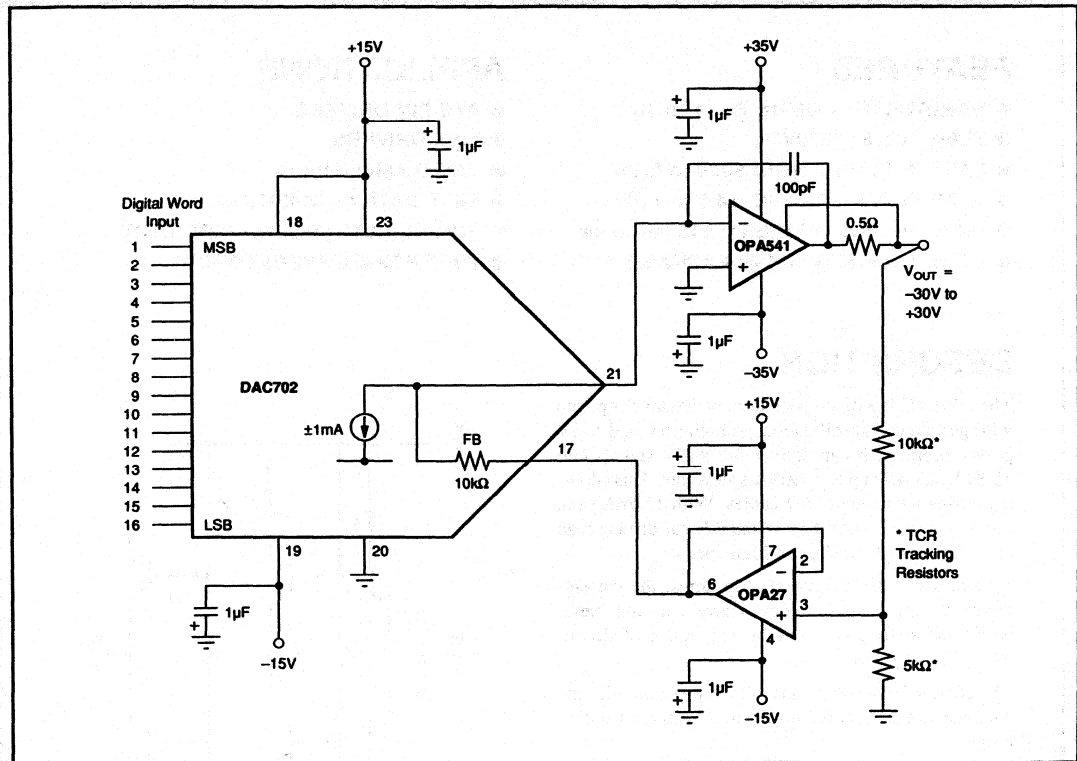 +15V
1µF
+
Digital Word
Input
18
23
1
MSB
2
3
4
5
6
7
8
9
10
11
12
13
14
15
16
LSB
DAC702
±1mA
FB
10kΩ
21
17
19
20
+
1µF
–15V
+35V
+
1µF
100pF
–
OPA541
+
0.5Ω
V_OUT =
–30V to
+30V
1µF
+
–35V
+15V
+
1µF
10kΩ*
* TCR
Tracking
Resistors
7
2
–
6
OPA27
3
+
4
5kΩ*
1µF
+
–15V